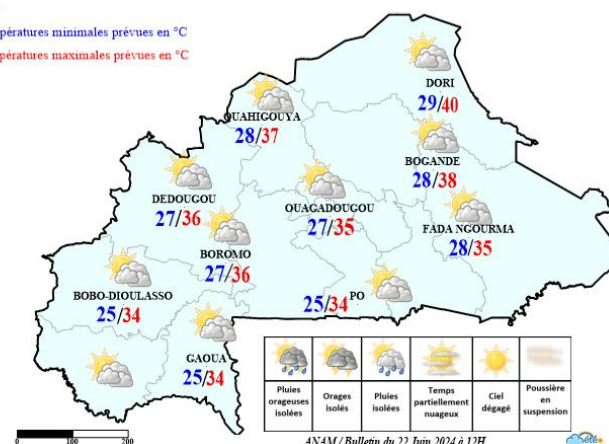 pératures minimales prévues en °C
pératures maximales prévues en °C
DORI
29/40
OUAHIGOUYA
28/37
BOGANDE
28/38
DEDOUGOU
27/36
OUAGADOUGOU
27/35
FADA NGOURMA
28/35
BOROMO
27/36
BOBO-DIOULASSO
25/34
PO
25/34
GAOUA
25/34
Pluies orageuses isolées
Orages isolés
Pluies isolées
Temps partiellement nuageux
Ciel dégagé
Poussière en suspension
0 100 200
ANAM / Bulletin du 22 Juin 2024 à 12H